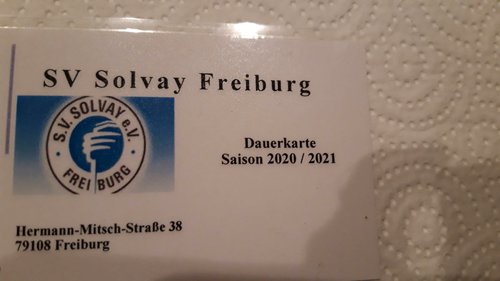 SV Solvay Freiburg
S.V. SOLVAY e.V.
FREIBURG
Dauerkarte
Saison 2020 / 2021
Hermann-Mitsch-Straße 38
79108 Freiburg